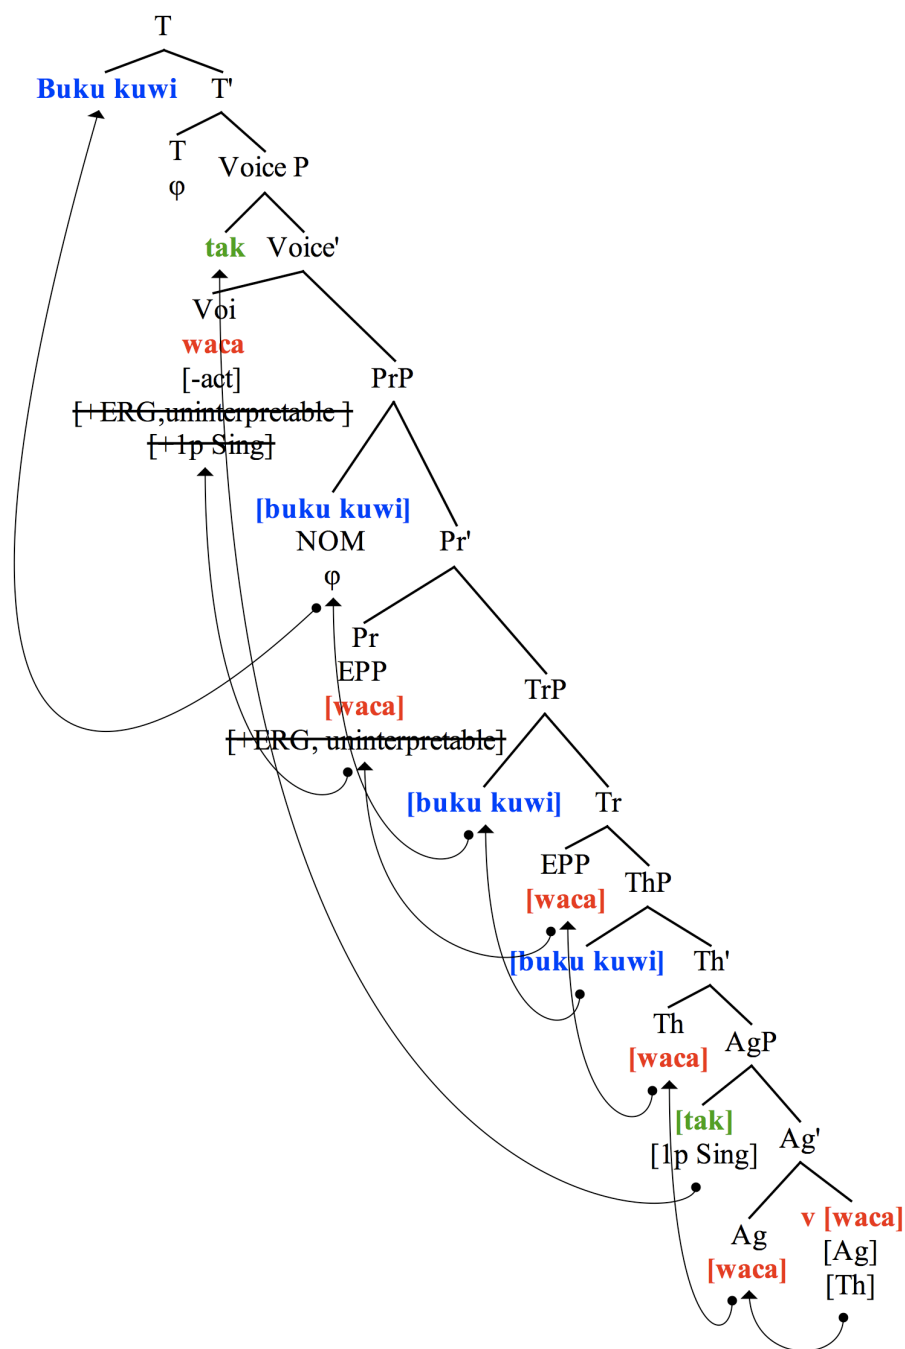 T
Buku kuwi T'
T
φ
Voice P
tak Voice'
Voi
waca
[-act]
[+ERG,uninterpretable ]
[+1p Sing]
PrP
[buku kuwi]
NOM
φ
Pr'
Pr
EPP
[waca]
[+ERG, uninterpretable]
TrP
[buku kuwi] Tr
EPP
[waca]
ThP
[buku kuwi] Th'
Th
[waca]
AgP
[tak]
[1p Sing]
Ag'
Ag
[waca]
v [waca]
[Ag]
[Th]